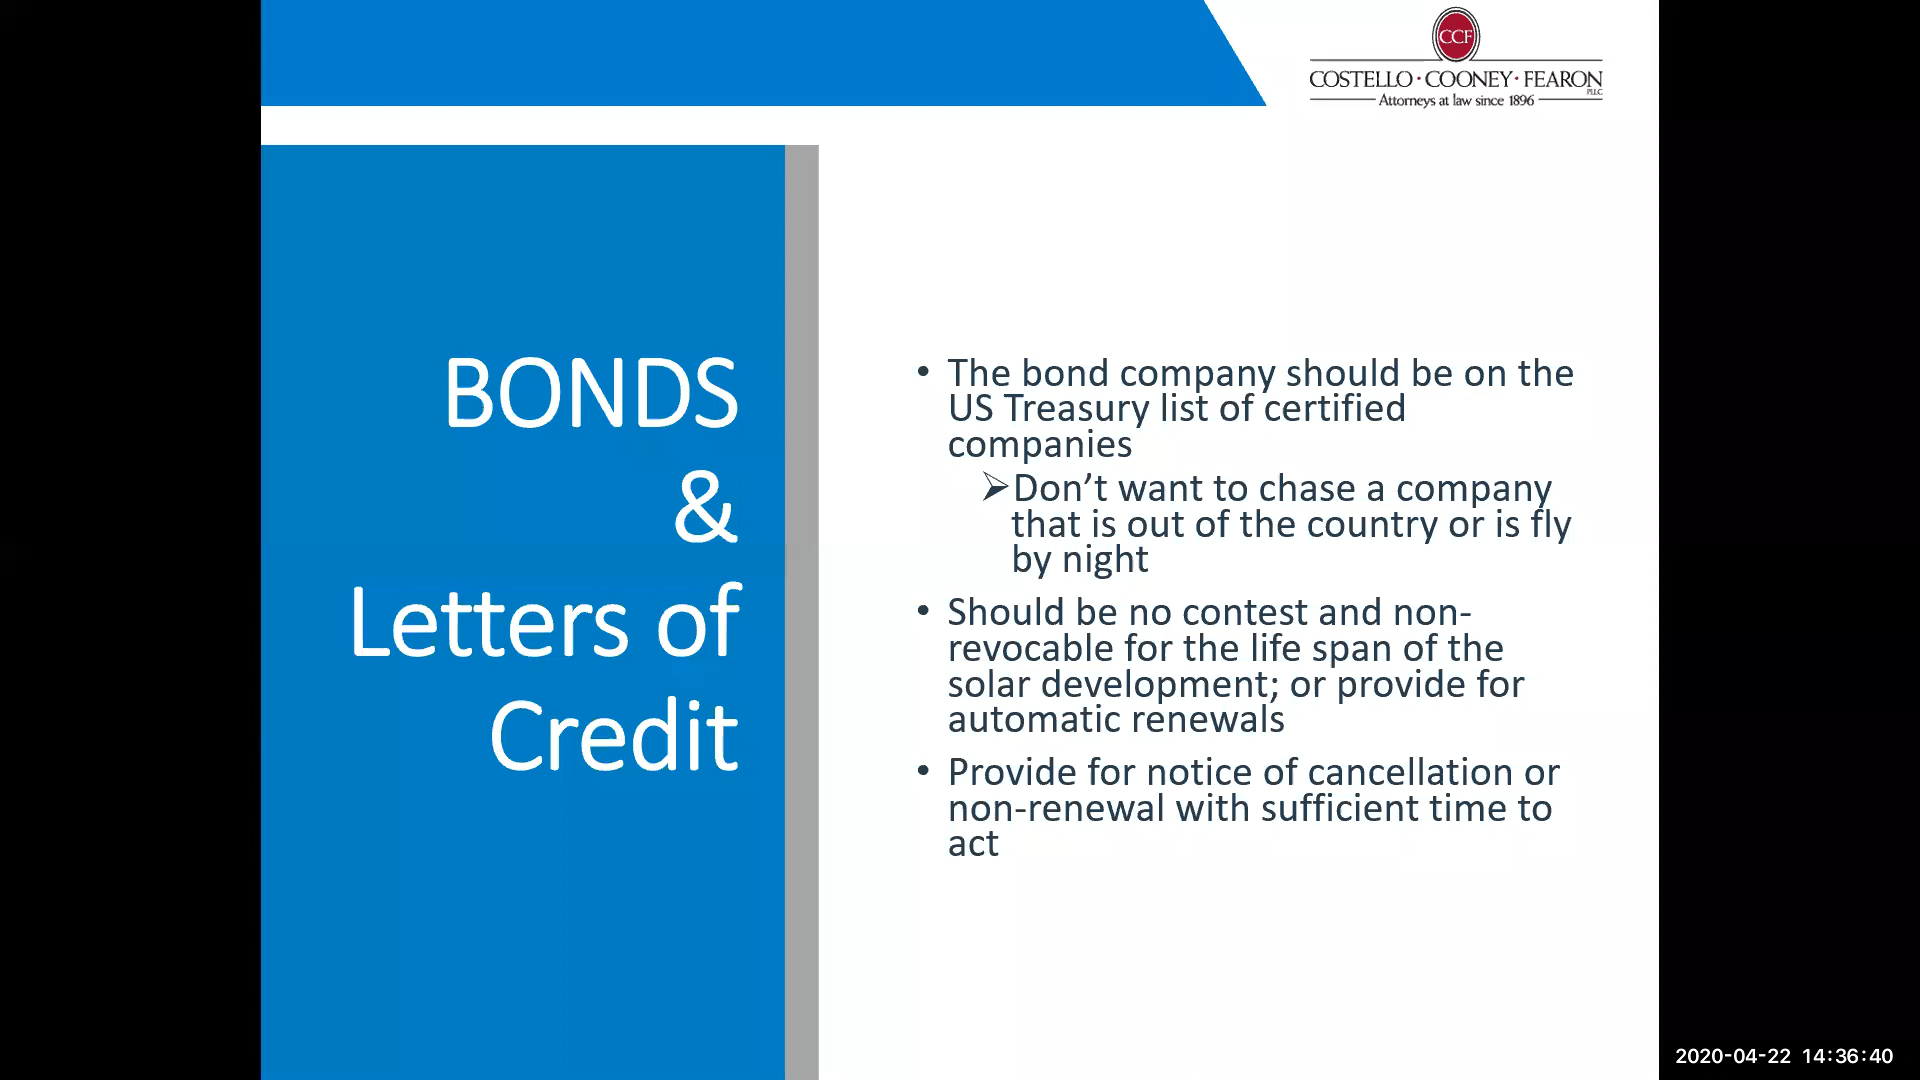 CCF
COSTELLO · COONEY · FEARON
PLLC
Attorneys at law since 1896
BONDS
&
Letters of
Credit
• The bond company should be on the
US Treasury list of certified
companies
➢Don’t want to chase a company
that is out of the country or is fly
by night
• Should be no contest and non-
revocable for the life span of the
solar development; or provide for
automatic renewals
• Provide for notice of cancellation or
non-renewal with sufficient time to
act
2020-04-22 14:36:40